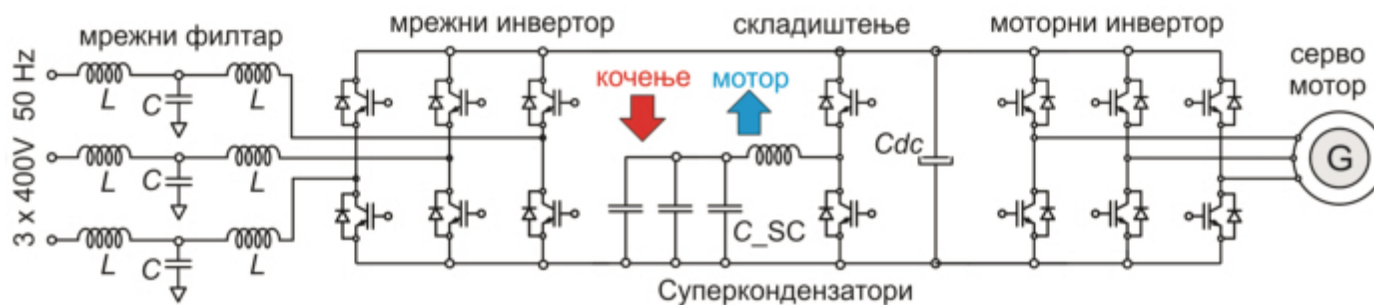 мрежни филтар
мрежни инвертор
складиштење
моторни инвертор
серво
мотор
3 x 400V 50 Hz
кочење
мотор
L
C
L
L
C
L
L
C
L
C_SC
Cdc
G
Суперкондензатори